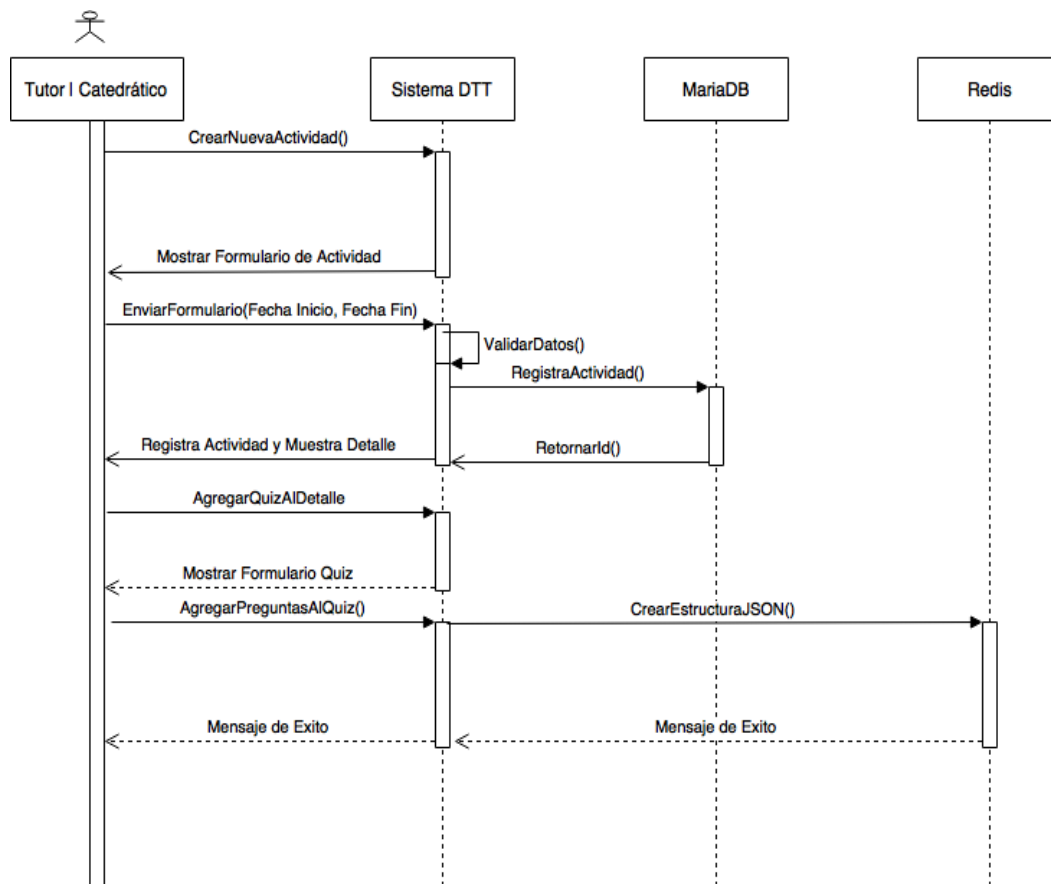 Tutor | Catedrático
Sistema DTT
MariaDB
Redis
CrearNuevaActividad()
Mostrar Formulario de Actividad
EnviarFormulario(Fecha Inicio, Fecha Fin)
ValidarDatos()
RegistraActividad()
Registra Actividad y Muestra Detalle
RetornarId()
AgregarQuizAlDetalle
Mostrar Formulario Quiz
AgregarPreguntasAlQuiz()
CrearEstructuraJSON()
Mensaje de Exito
Mensaje de Exito